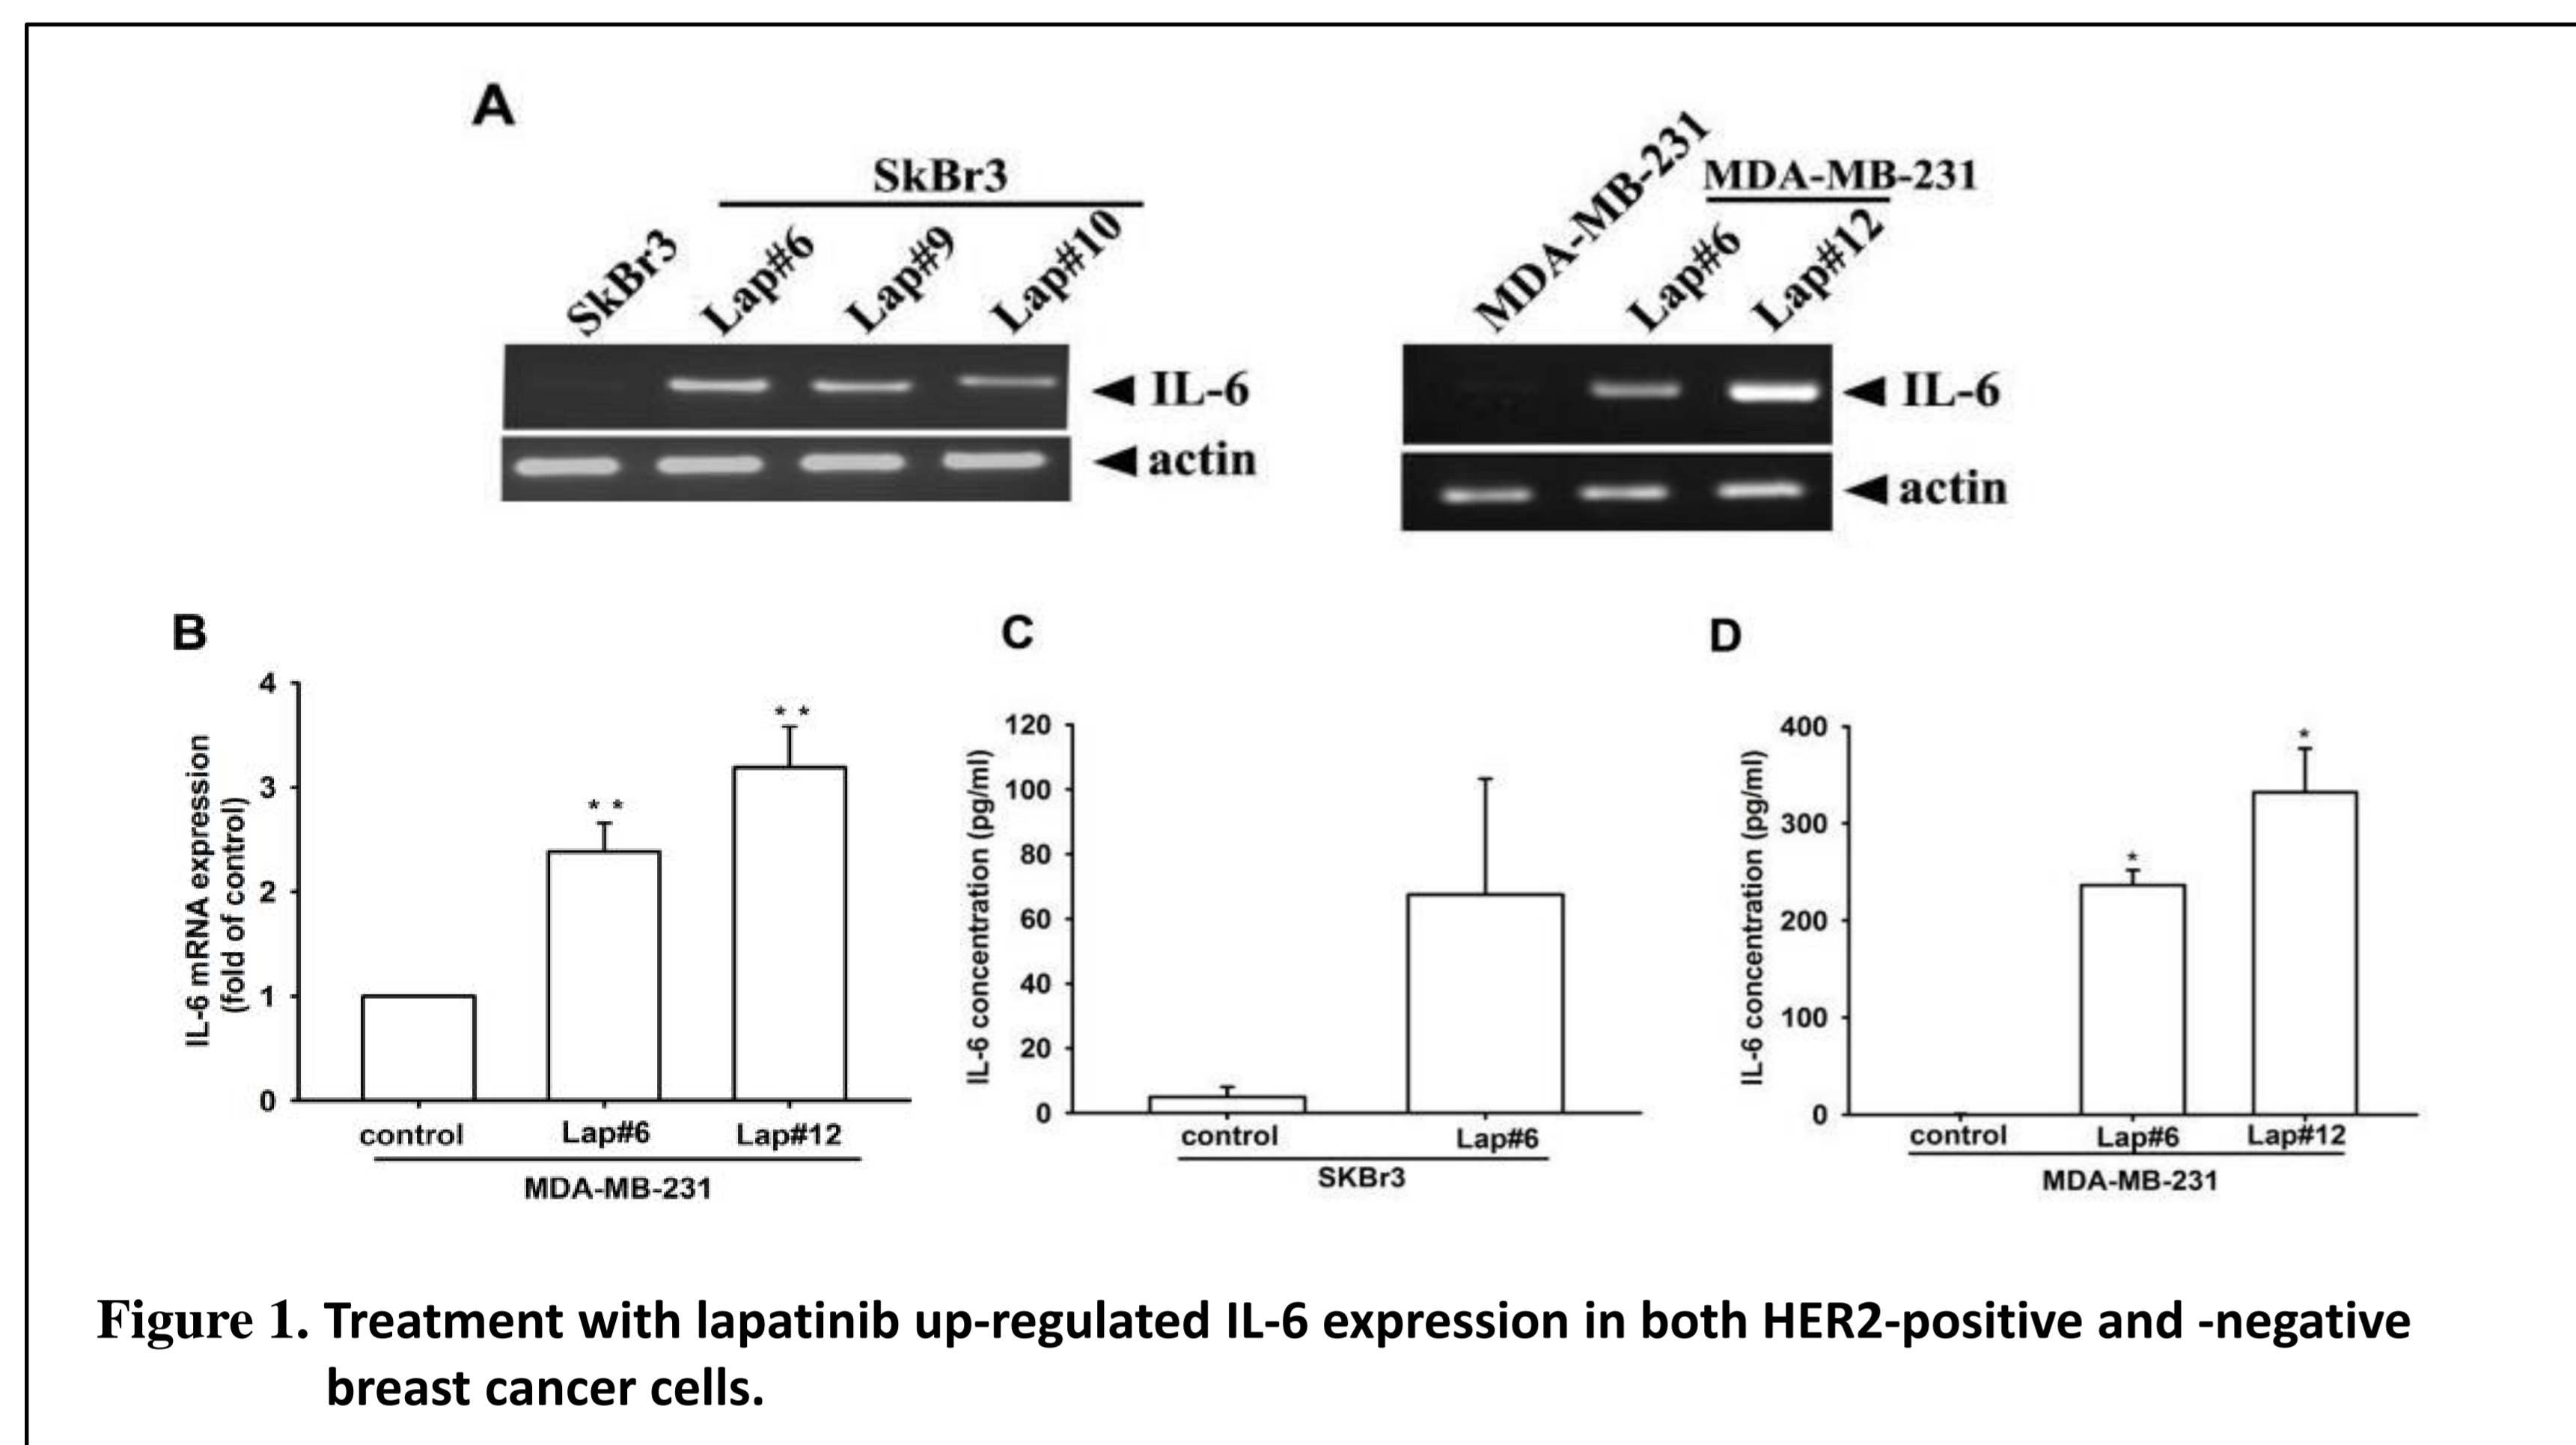 A
SkBr3
SkBr3
Lap#6
Lap#9
Lap#10
IL-6
actin
MDA-MB-231
MDA-MB-231
Lap#6
Lap#12
IL-6
actin
B
IL-6 mRNA expression
(fold of control)
4
3
2
1
0
* *
* *
control
Lap#6
Lap#12
MDA-MB-231
C
IL-6 concentration (pg/ml)
120
100
80
60
40
20
0
control
Lap#6
SKBr3
D
IL-6 concentration (pg/ml)
400
300
200
100
0
*
*
control
Lap#6
Lap#12
MDA-MB-231
Figure 1. Treatment with lapatinib up-regulated IL-6 expression in both HER2-positive and -negative
breast cancer cells.